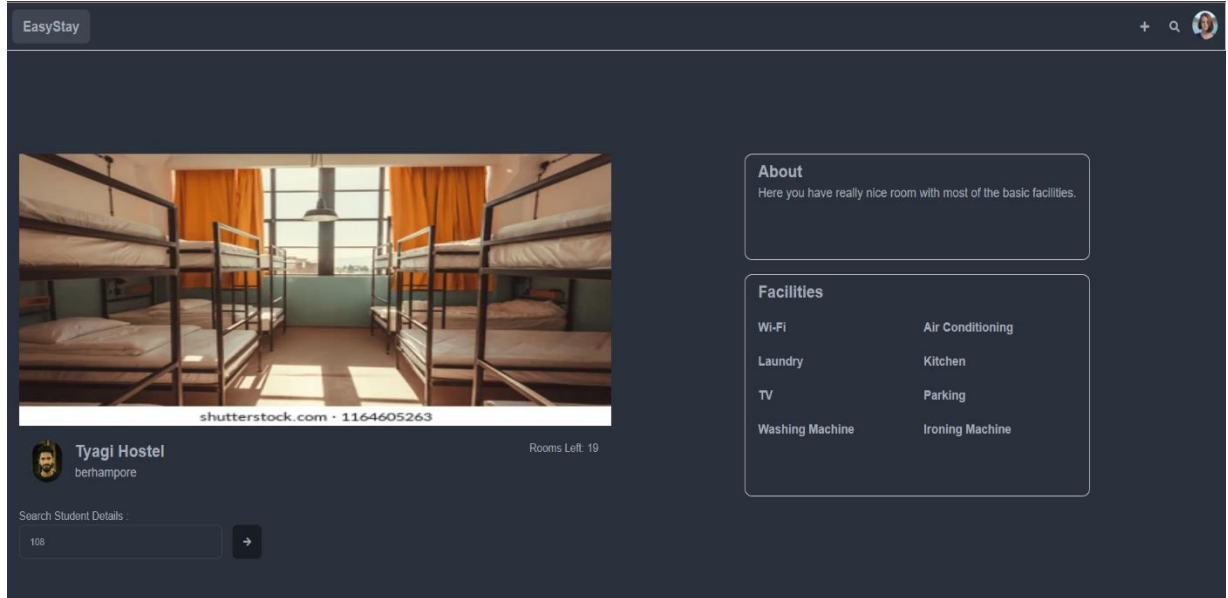 EasyStay
shutterstock.com · 1164605263
Tyagi Hostel
berhampore
Rooms Left: 19
Search Student Details :
108
About
Here you have really nice room with most of the basic facilities.
Facilities
Wi-Fi
Air Conditioning
Laundry
Kitchen
TV
Parking
Washing Machine
Ironing Machine